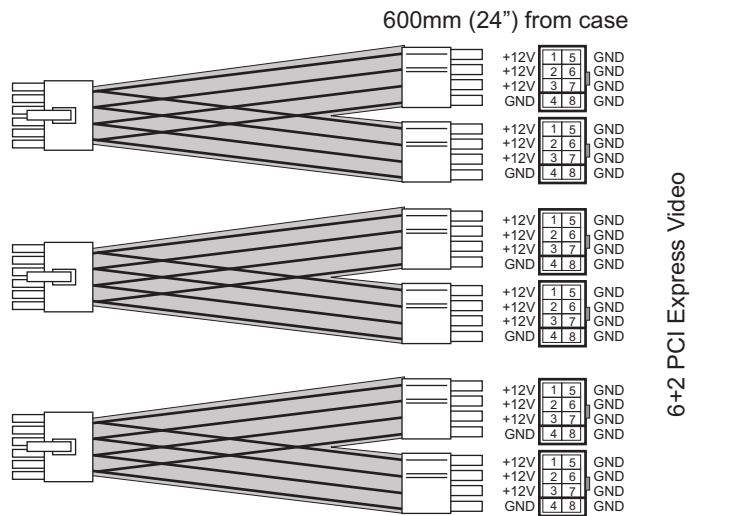 600mm (24”) from case
+12V 1 5 GND
+12V 2 6 GND
+12V 3 7 GND
GND 4 8 GND
+12V 1 5 GND
+12V 2 6 GND
+12V 3 7 GND
GND 4 8 GND
+12V 1 5 GND
+12V 2 6 GND
+12V 3 7 GND
GND 4 8 GND
+12V 1 5 GND
+12V 2 6 GND
+12V 3 7 GND
GND 4 8 GND
+12V 1 5 GND
+12V 2 6 GND
+12V 3 7 GND
GND 4 8 GND
+12V 1 5 GND
+12V 2 6 GND
+12V 3 7 GND
GND 4 8 GND
6+2 PCI Express Video